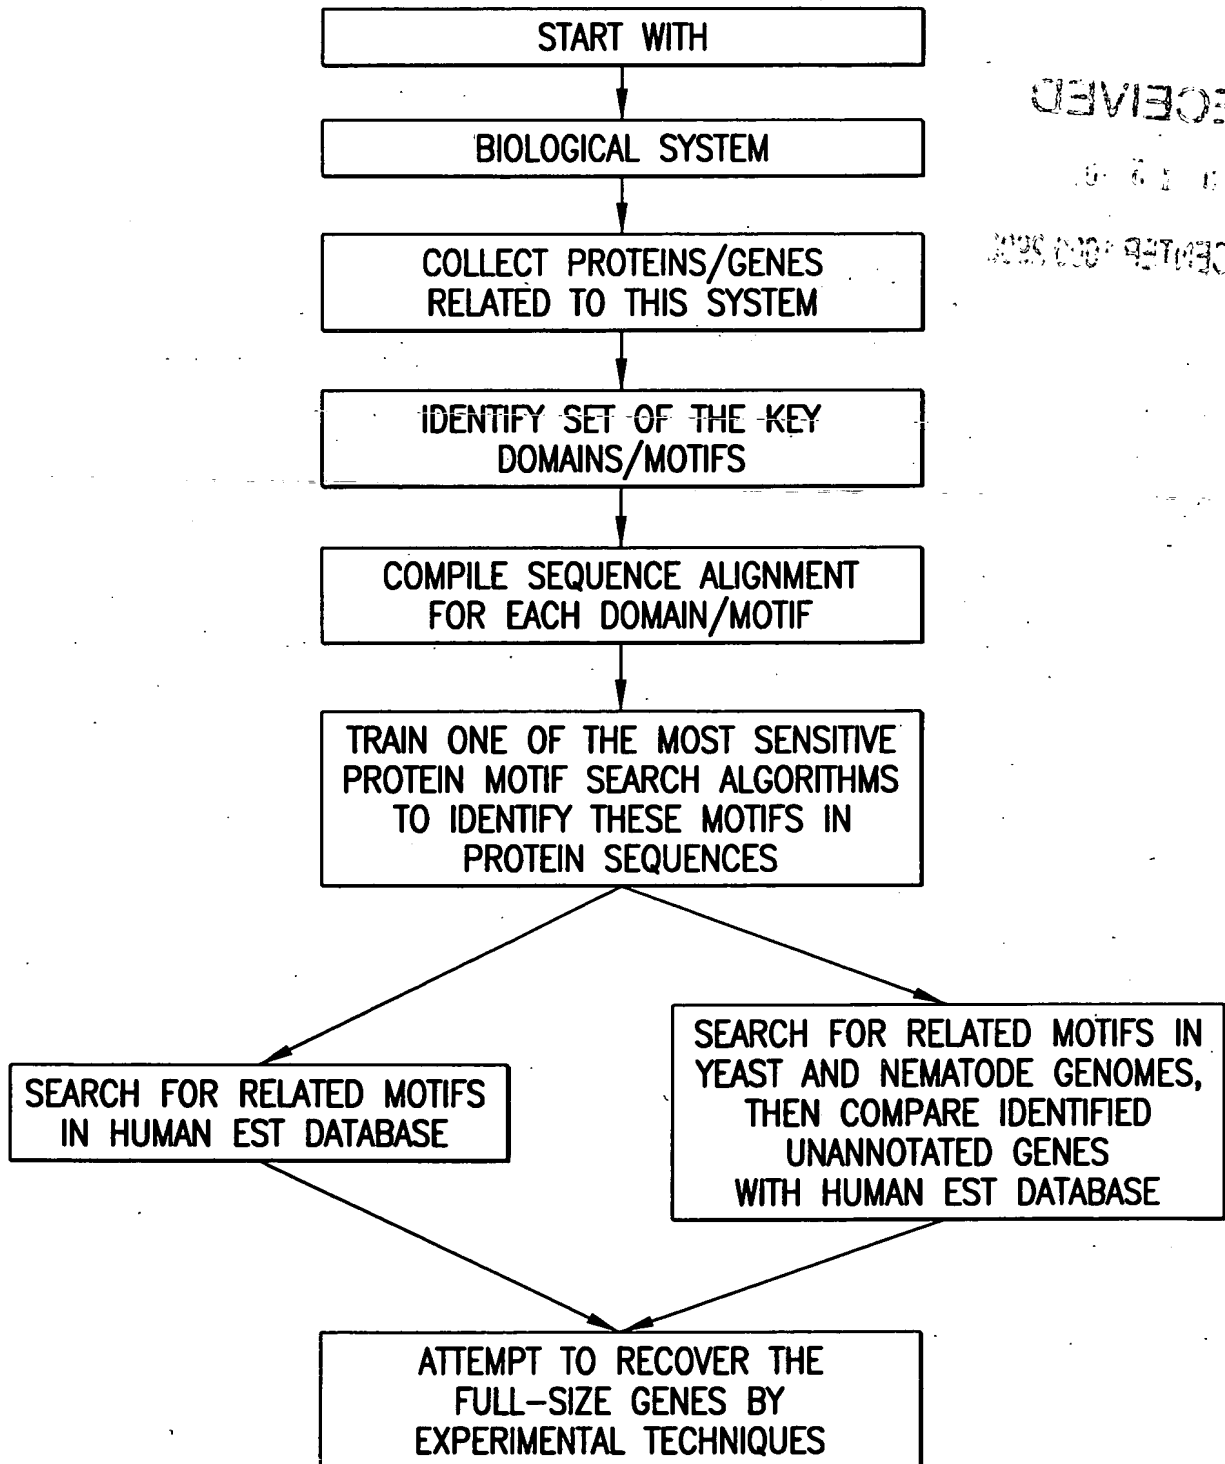 START WITH
BIOLOGICAL SYSTEM
COLLECT PROTEINS/GENES
RELATED TO THIS SYSTEM
IDENTIFY SET OF THE KEY
DOMAINS/MOTIFS
COMPILE SEQUENCE ALIGNMENT
FOR EACH DOMAIN/MOTIF
TRAIN ONE OF THE MOST SENSITIVE
PROTEIN MOTIF SEARCH ALGORITHMS
TO IDENTIFY THESE MOTIFS IN
PROTEIN SEQUENCES
SEARCH FOR RELATED MOTIFS
IN HUMAN EST DATABASE
SEARCH FOR RELATED MOTIFS IN
YEAST AND NEMATODE GENOMES,
THEN COMPARE IDENTIFIED
UNANNOTATED GENES
WITH HUMAN EST DATABASE
ATTEMPT TO RECOVER THE
FULL-SIZE GENES BY
EXPERIMENTAL TECHNIQUES